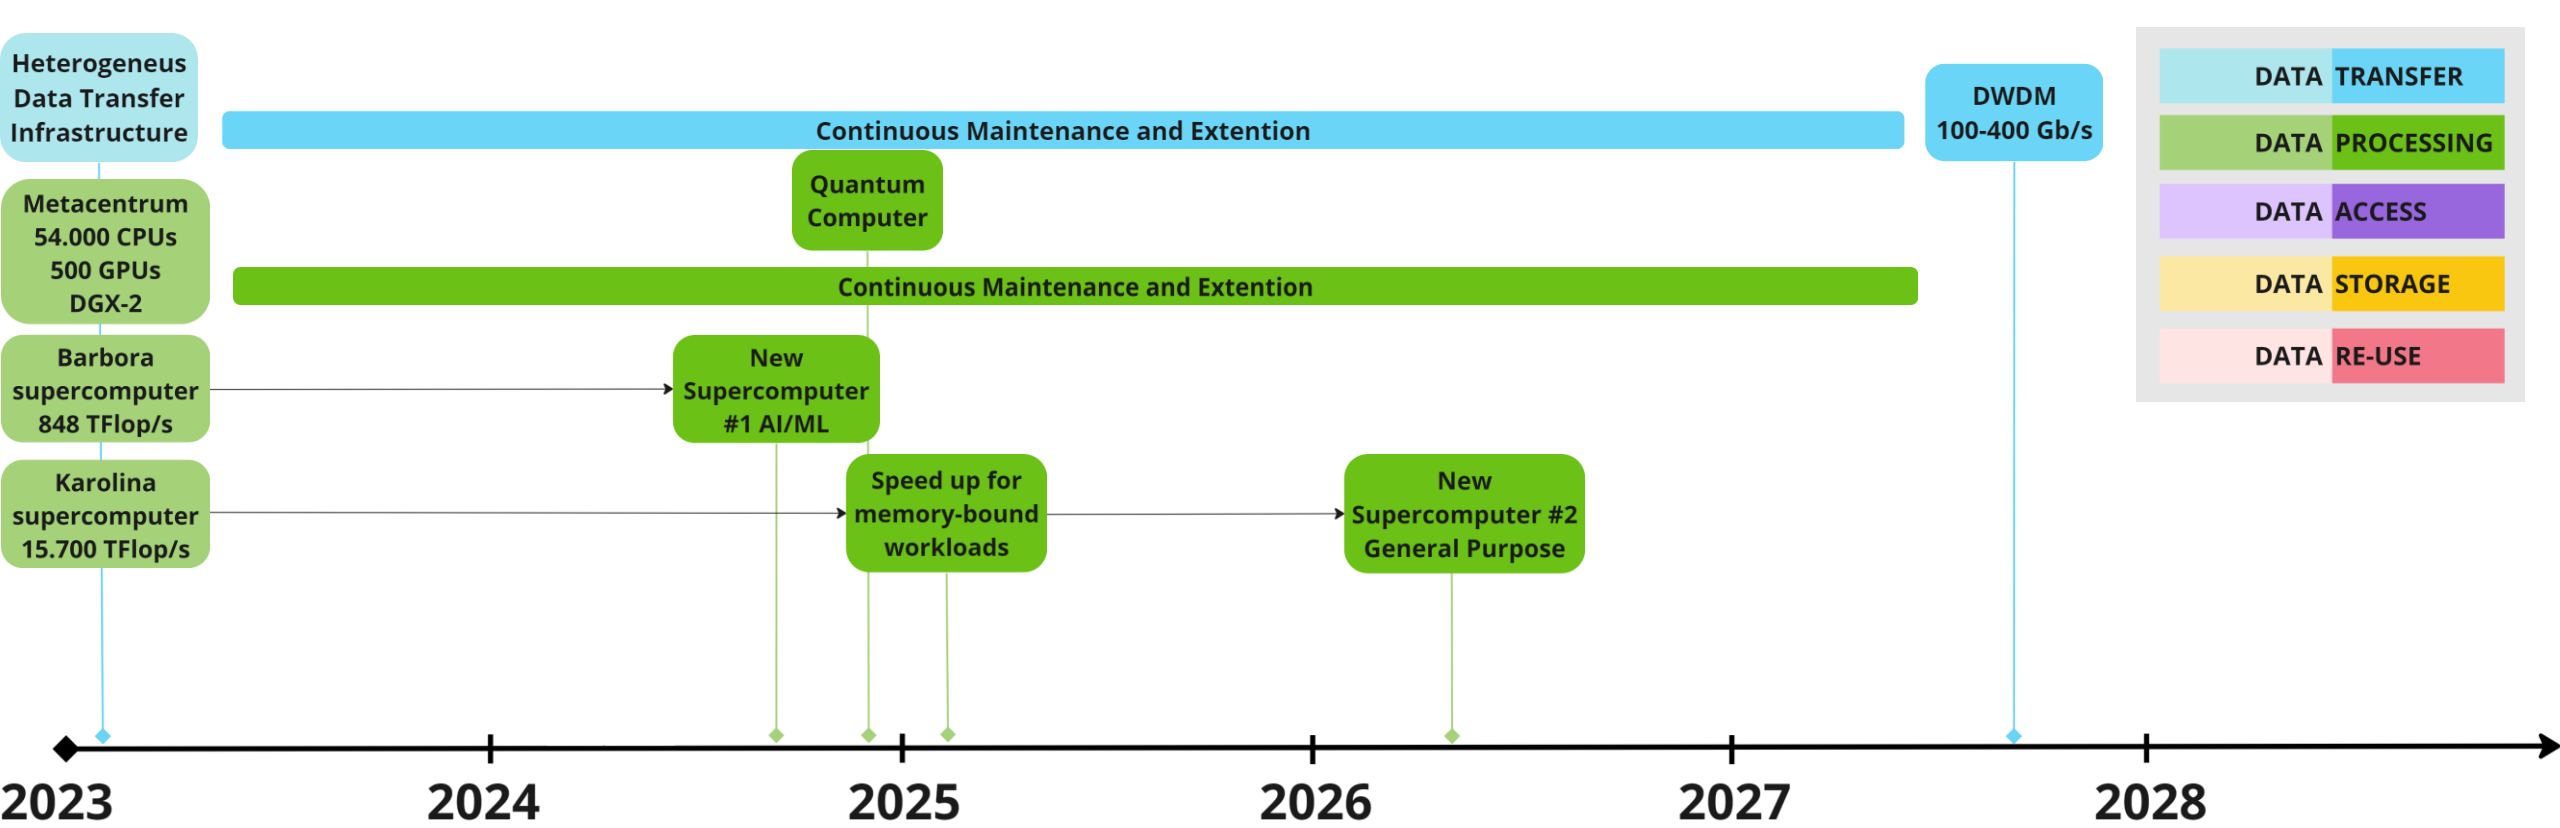 Heterogeneus
Data Transfer
Infrastructure
Continuous Maintenance and Extention
DWDM
100-400 Gb/s
Metacentrum
54.000 CPUs
500 GPUs
DGX-2
Quantum
Computer
Continuous Maintenance and Extention
Barbora
supercomputer
848 TFlop/s
New
Supercomputer
#1 AI/ML
Karolina
supercomputer
15.700 TFlop/s
Speed up for
memory-bound
workloads
New
Supercomputer #2
General Purpose
DATA TRANSFER
DATA PROCESSING
DATA ACCESS
DATA STORAGE
DATA RE-USE
2023
2024
2025
2026
2027
2028